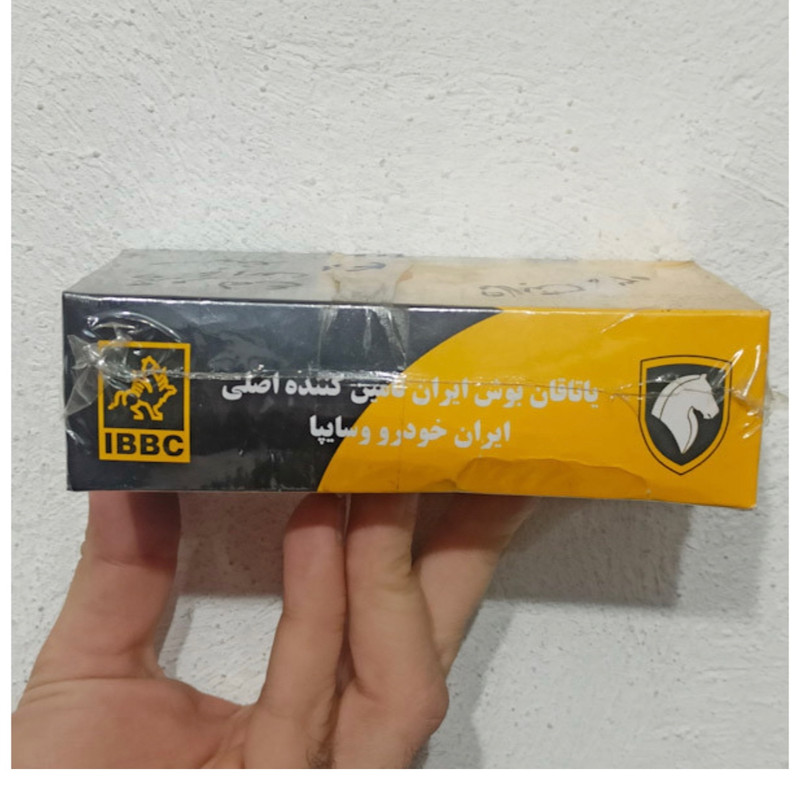 یاتاقان بوش ایران تامین کننده اصلی
ایران خودرو وسایپا
IBBC